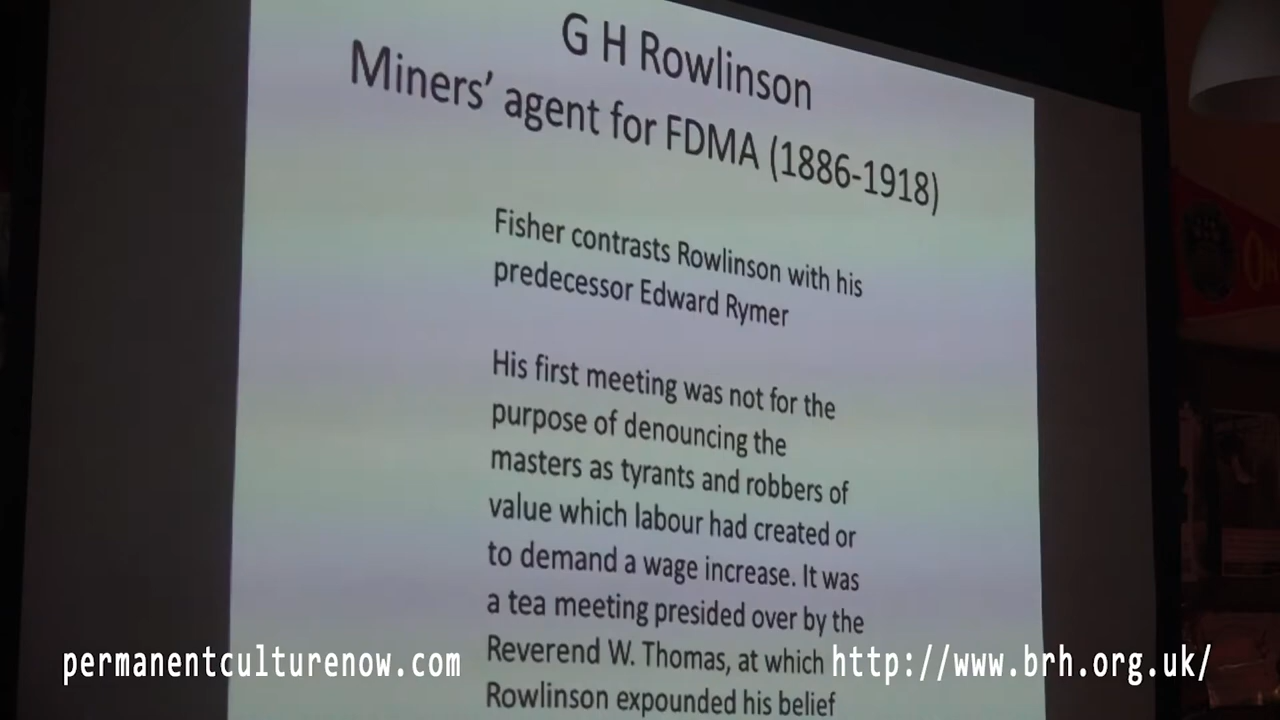 G H Rowlinson
Miners’ agent for FDMA (1886-1918)
Fisher contrasts Rowlinson with his
predecessor Edward Rymer
His first meeting was not for the
purpose of denouncing the
masters as tyrants and robbers of
value which labour had created or
to demand a wage increase. It was
a tea meeting presided over by the
Reverend W. Thomas, at which
Rowlinson expounded his belief
permanentculturenow.com
http://www.brh.org.uk/